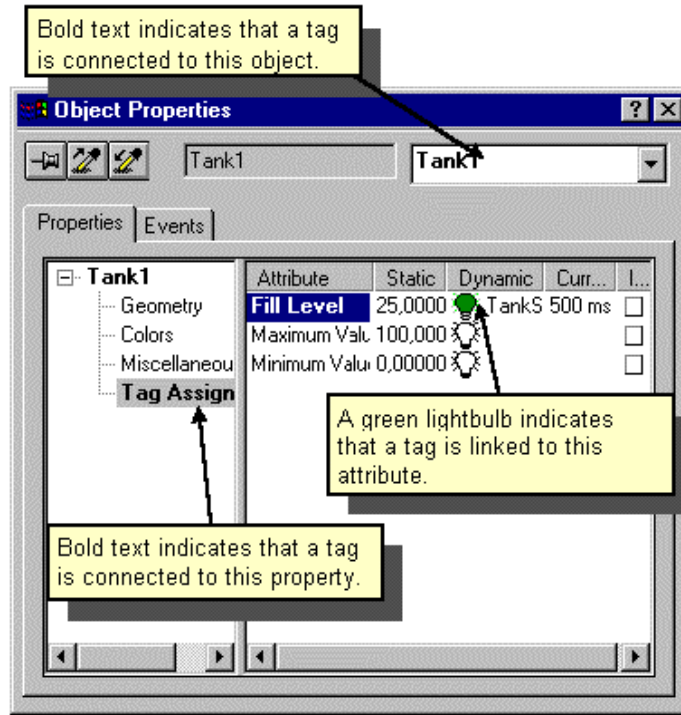 Bold text indicates that a tag
is connected to this object.
Object Properties
Tank1
Tank1
Properties
Events
Tank1
Geometry
Colors
Miscellaneou
Tag Assign
Attribute Static Dynamic Curr... I...
Fill Level 25,0000 TankS 500 ms
Maximum Valu 100,000
Minimum Valu 0,00000
A green lightbulb indicates
that a tag is linked to this
attribute.
Bold text indicates that a tag
is connected to this property.